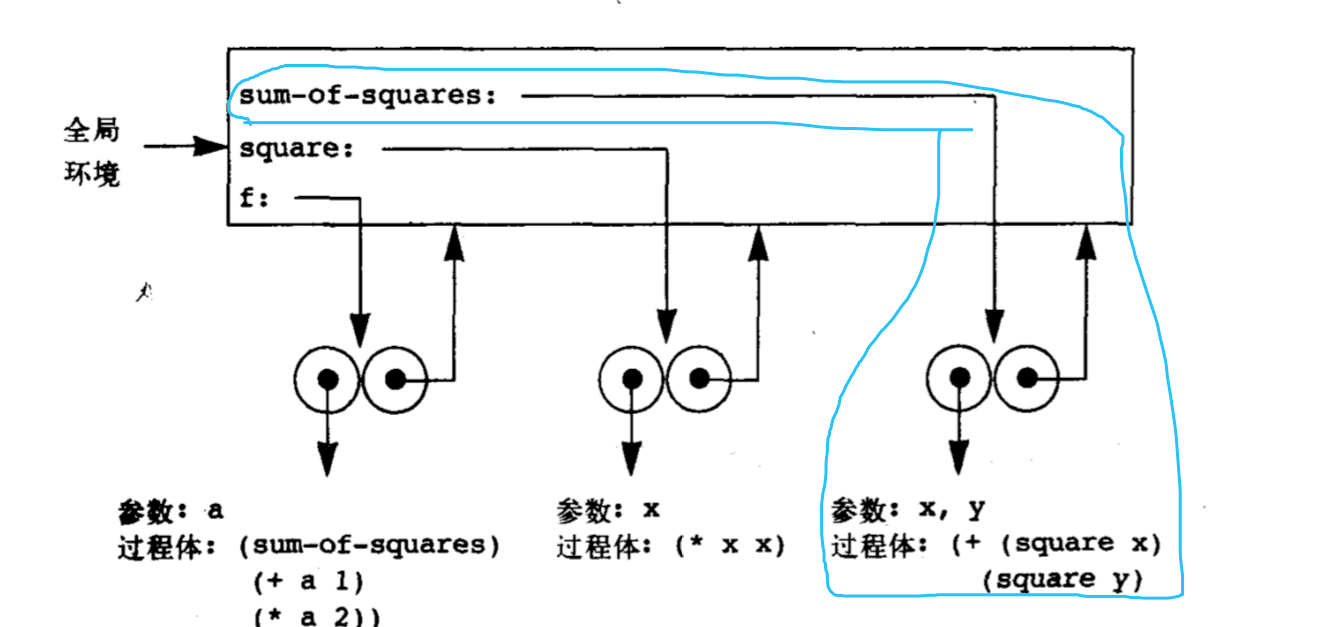 sum-of-squares:
全局
环境
square:
f:
参数: a
过程体: (sum-of-squares)
(+ a 1)
(* a 2))
参数: x
过程体: (* x x)
参数: x, y
过程体: (+ (square x)
(square y)